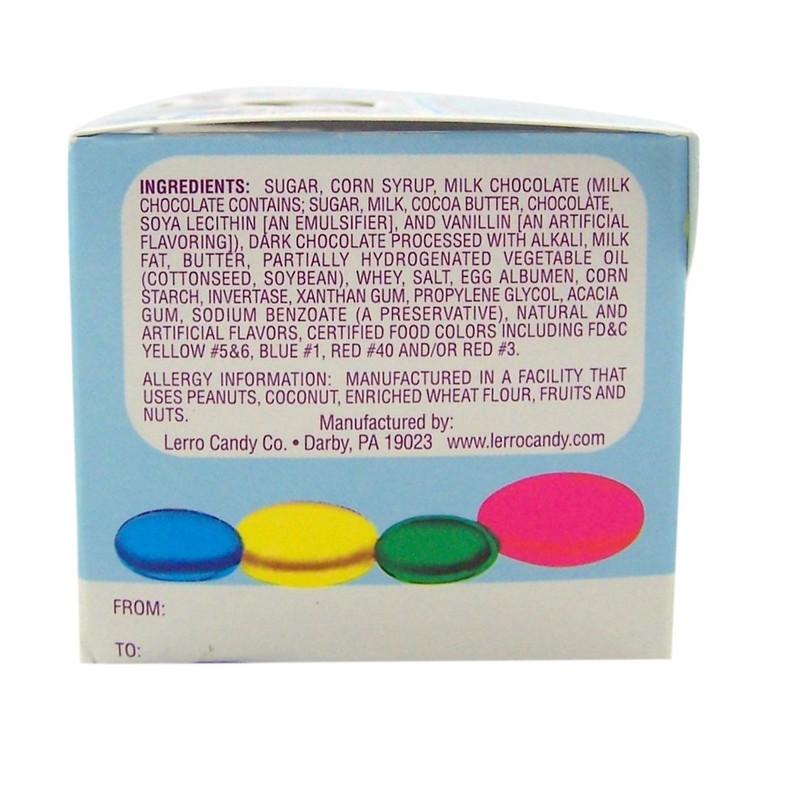 INGREDIENTS: SUGAR, CORN SYRUP, MILK CHOCOLATE (MILK
CHOCOLATE CONTAINS; SUGAR, MILK, COCOA BUTTER, CHOCOLATE,
SOYA LECITHIN [AN EMULSIFIER], AND VANILLIN [AN ARTIFICIAL
FLAVORING]), DARK CHOCOLATE PROCESSED WITH ALKALI, MILK
FAT, BUTTER, PARTIALLY HYDROGENATED VEGETABLE OIL
(COTTONSEED, SOYBEAN), WHEY, SALT, EGG ALBUMEN, CORN
STARCH, INVERTASE, XANTHAN GUM, PROPYLENE GLYCOL, ACACIA
GUM, SODIUM BENZOATE (A PRESERVATIVE), NATURAL AND
ARTIFICIAL FLAVORS, CERTIFIED FOOD COLORS INCLUDING FD&C
YELLOW #5&6, BLUE #1, RED #40 AND/OR RED #3.
ALLERGY INFORMATION: MANUFACTURED IN A FACILITY THAT
USES PEANUTS, COCONUT, ENRICHED WHEAT FLOUR, FRUITS AND
NUTS.
Manufactured by:
Lerro Candy Co. • Darby, PA 19023 www.lerrocandy.com
FROM:
TO: